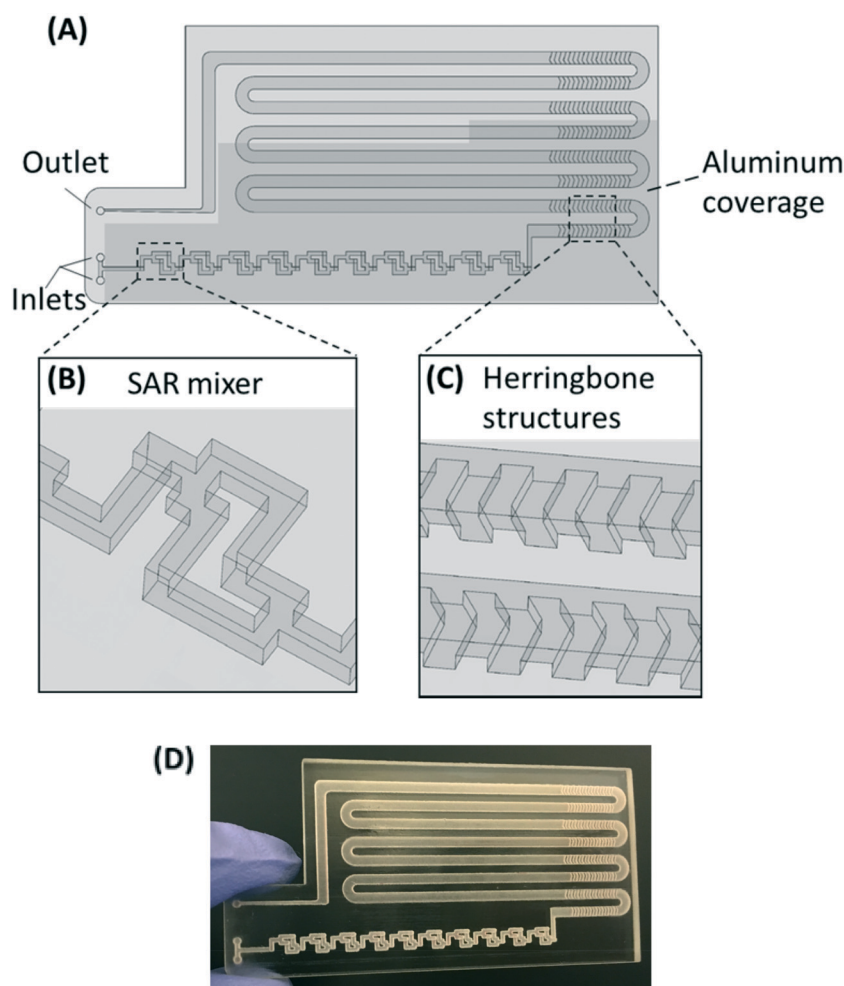 (A)
Outlet
Inlets
Aluminum
coverage
(B) SAR mixer
(C) Herringbone
structures
(D)